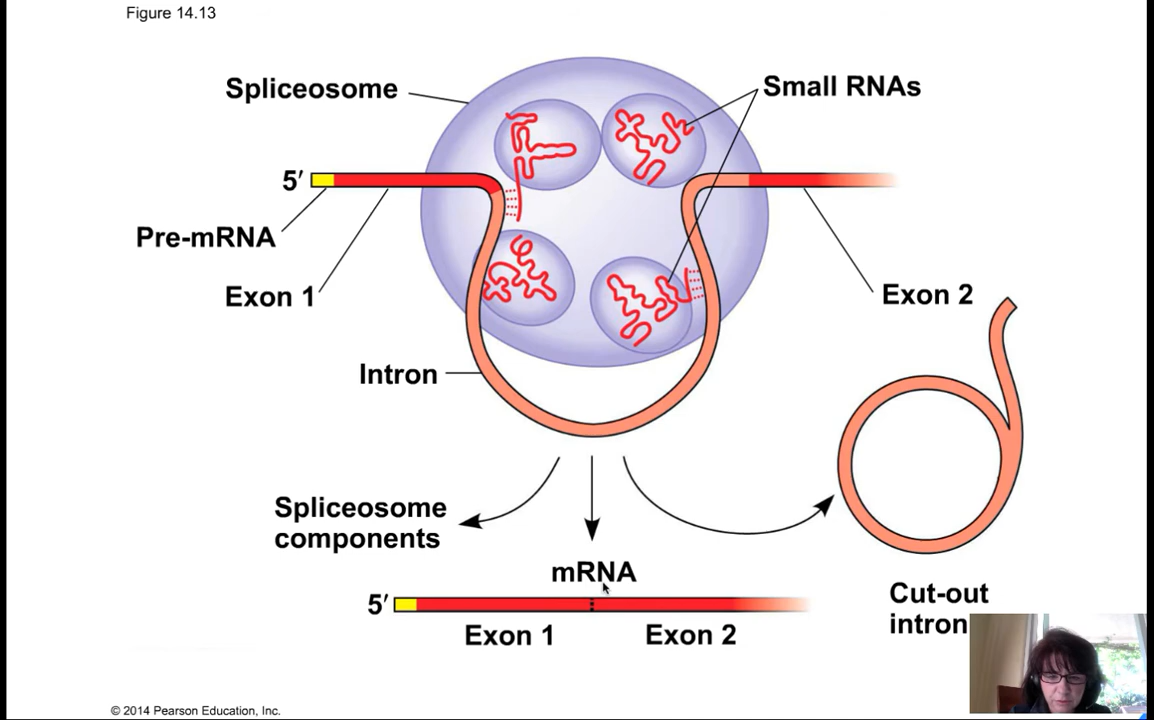 Figure 14.13
Spliceosome
Small RNAs
5′
Pre-mRNA
Exon 1
Exon 2
Intron
Spliceosome
components
mRNA
Cut-out
intron
5′
Exon 1
Exon 2
© 2014 Pearson Education, Inc.